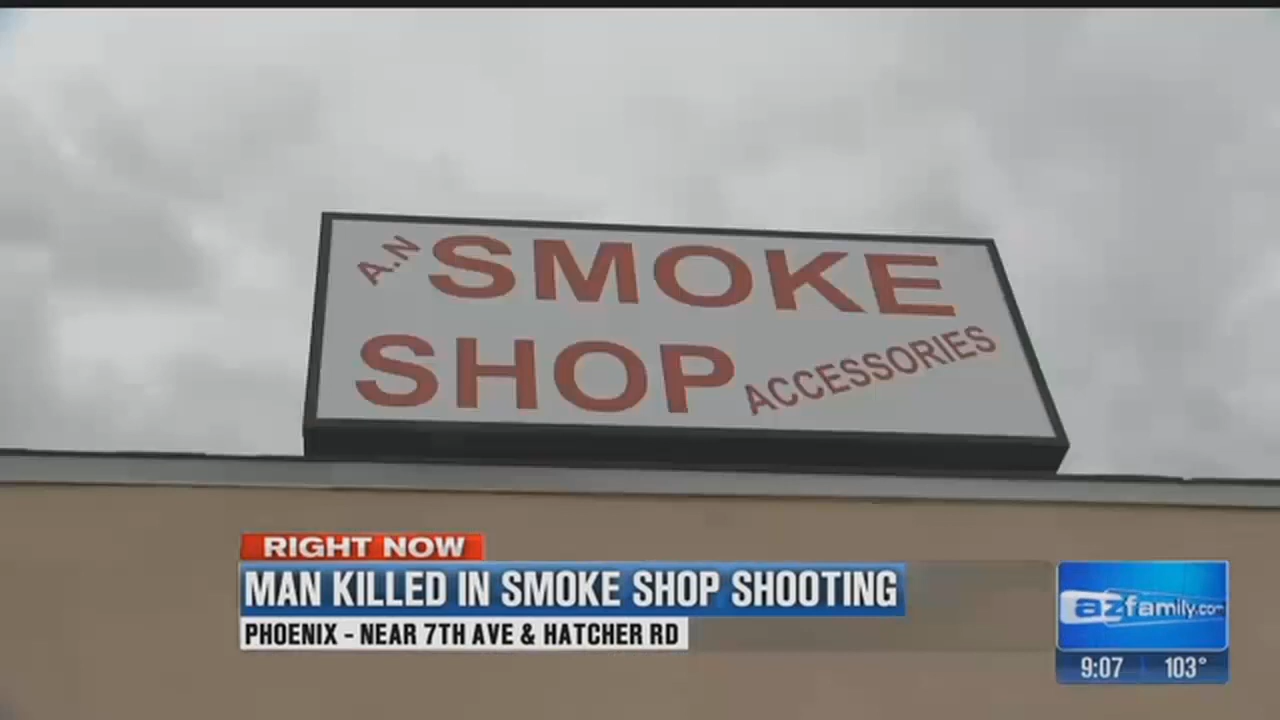 A.N SMOKE
SHOP ACCESSORIES
RIGHT NOW
MAN KILLED IN SMOKE SHOP SHOOTING
PHOENIX - NEAR 7TH AVE & HATCHER RD
azfamily.com
9:07 103°